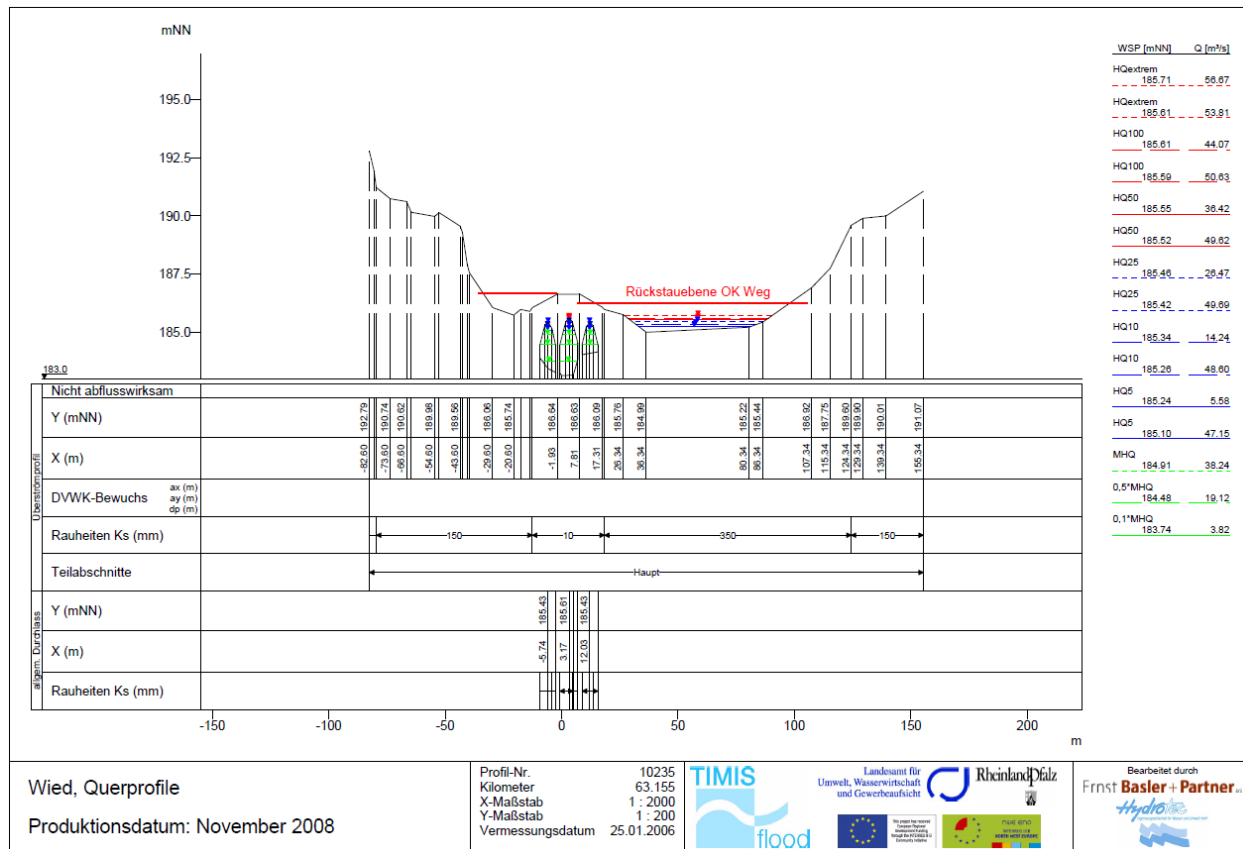 mNN
195.0
192.5
190.0
187.5
185.0
183.0
Rückstauebene OK Weg
WSP [mNN] Q [m³/s]
HQextrem
185.71 56.67
HQextrem
185.61 53.81
HQ100
185.61 44.07
HQ100
185.59 50.63
HQ50
185.55 36.42
HQ50
185.52 49.62
HQ25
185.46 26.47
HQ25
185.42 49.69
HQ10
185.34 14.24
HQ10
185.26 48.60
HQ5
185.24 5.58
HQ5
185.10 47.15
MHQ
184.91 38.24
0,5*MHQ
184.48 19.12
0,1*MHQ
183.74 3.82
Überströmprofil
Nicht abflusswirksam
Y (mNN) 192.79 190.74 190.62 189.98 189.56 186.06 185.74 186.64 186.63 186.09 185.76 184.99 185.22 185.44 186.92 187.75 189.60 189.90 190.01 191.07
X (m) -82.60 -73.60 -66.60 -54.60 -43.60 -29.60 -20.60 -1.93 7.81 17.31 26.34 36.34 80.34 86.34 107.34 115.34 124.34 129.34 139.34 155.34
DVWK-Bewuchs ax (m)
ay (m)
dp (m)
Rauheiten Ks (mm) 150 10 350 150
Teilabschnitte Haupt
allgem. Durchlass
Y (mNN) 185.43 185.61 185.43
X (m) -5.74 3.17 12.03
Rauheiten Ks (mm)
-150 -100 -50 0 50 100 150 200
m
Wied, Querprofile
Produktionsdatum: November 2008
Profil-Nr. 10235
Kilometer 63.155
X-Maßstab 1 : 2000
Y-Maßstab 1 : 200
Vermessungsdatum 25.01.2006
TIMIS
flood
Landesamt für
Umwelt, Wasserwirtschaft
und Gewerbeaufsicht
RheinlandPfalz
Bearbeitet durch
Ernst Basler + Partner
Hydrotec